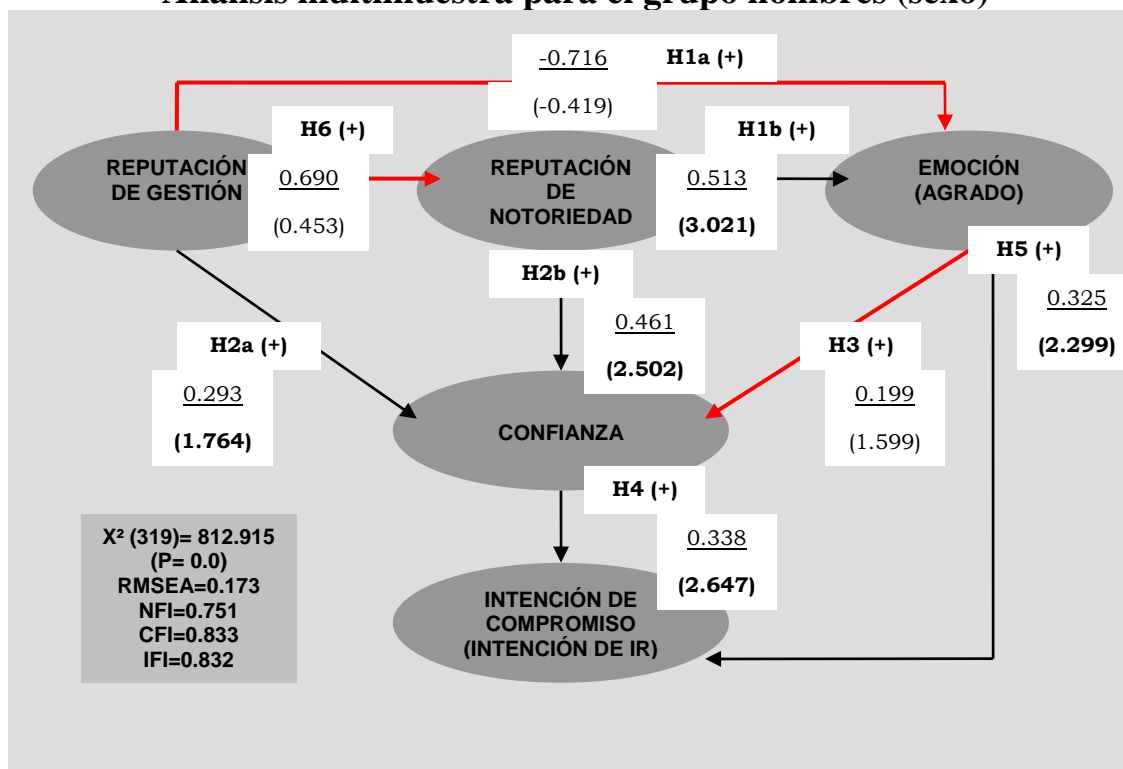 Análisis multimuestra para el grupo hombres (sexo)
-0.716
H1a (+)
(-0.419)
H6 (+)
H1b (+)
REPUTACIÓN
DE GESTIÓN
0.690
(0.453)
REPUTACIÓN
DE
NOTORIEDAD
0.513
(3.021)
EMOCIÓN
(AGRADO)
H5 (+)
0.325
(2.299)
H2b (+)
0.461
(2.502)
H2a (+)
0.293
(1.764)
H3 (+)
0.199
(1.599)
CONFIANZA
H4 (+)
0.338
(2.647)
X² (319)= 812.915
(P= 0.0)
RMSEA=0.173
NFI=0.751
CFI=0.833
IFI=0.832
INTENCIÓN DE
COMPROMISO
(INTENCIÓN DE IR)